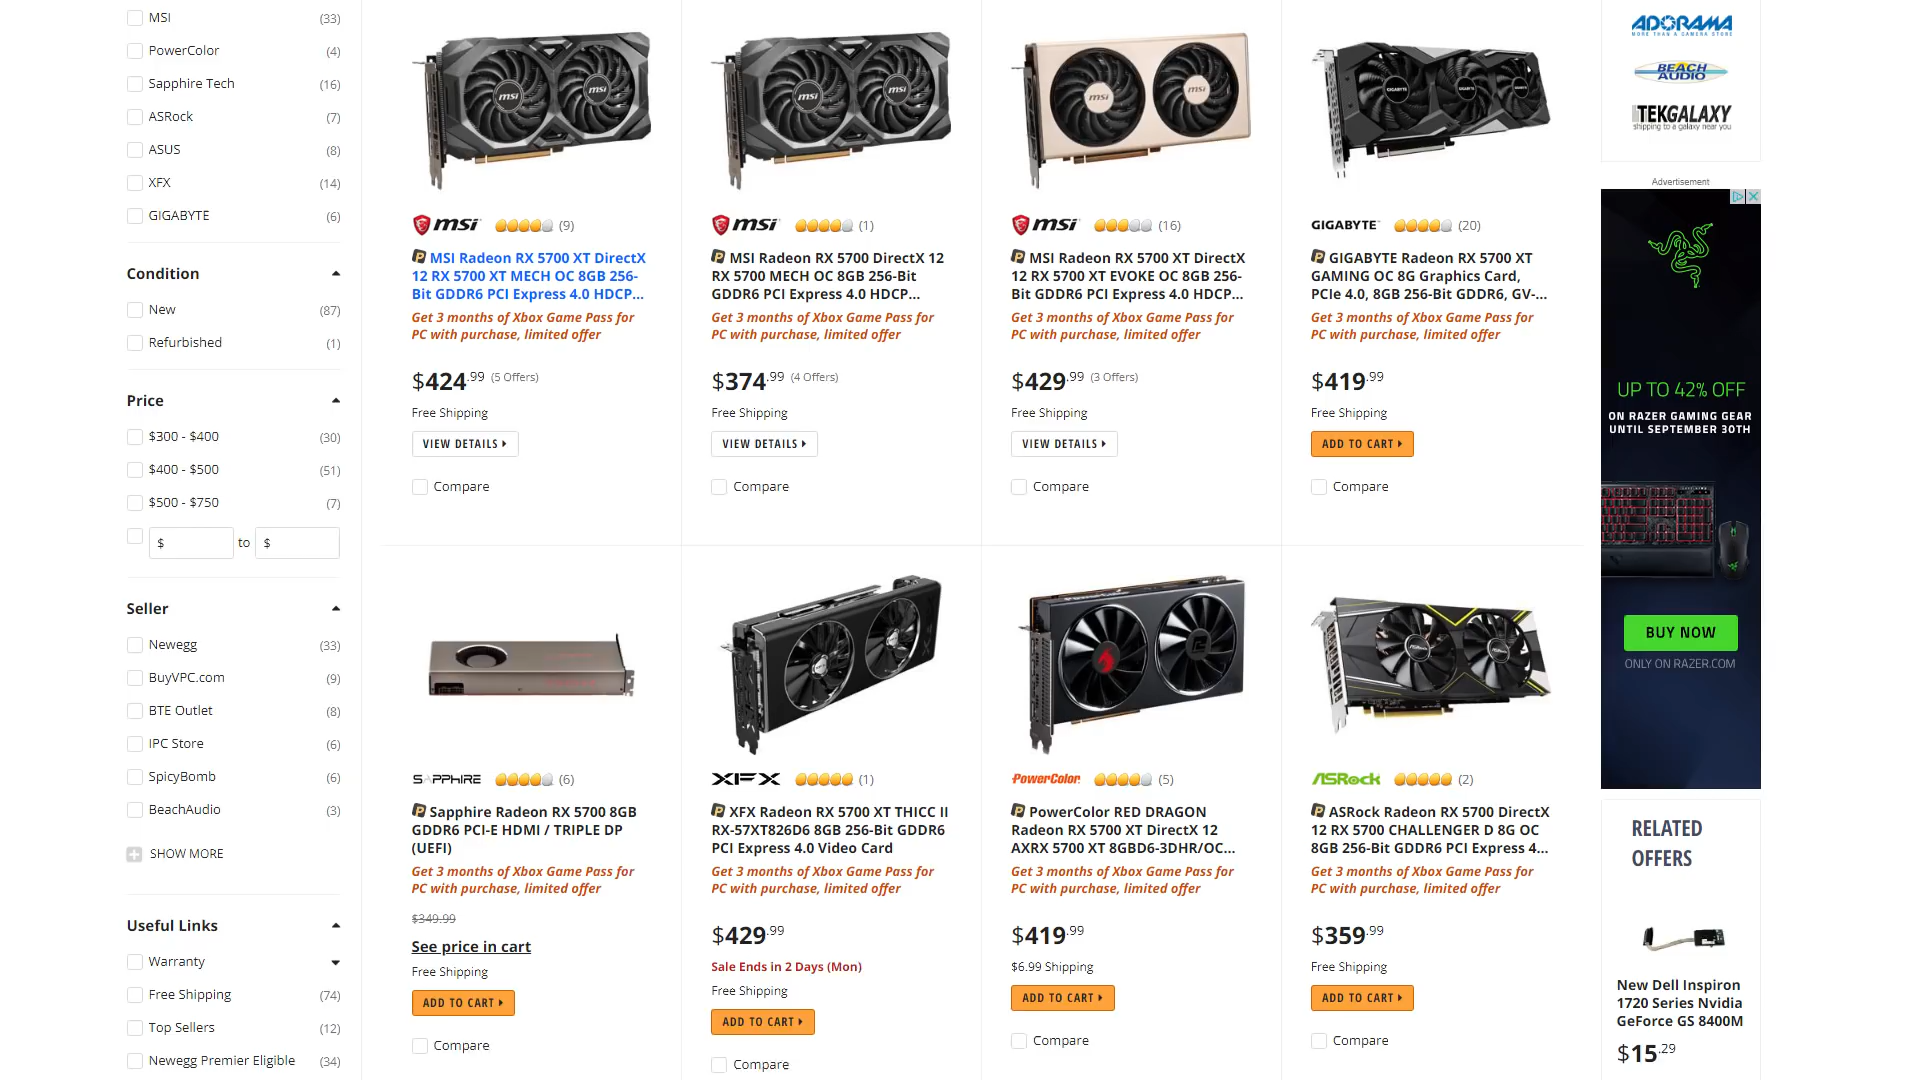 MSI (33)
PowerColor (4)
Sapphire Tech (16)
ASRock (7)
ASUS (8)
XFX (14)
GIGABYTE (6)
Condition
New (87)
Refurbished (1)
Price
$300 - $400 (30)
$400 - $500 (51)
$500 - $750 (7)
$ to $
Seller
Newegg (33)
BuyVPC.com (9)
BTE Outlet (8)
IPC Store (6)
SpicyBomb (6)
BeachAudio (3)
SHOW MORE
Useful Links
Warranty
Free Shipping (74)
Top Sellers (12)
Newegg Premier Eligible (34)
msi (9)
MSI Radeon RX 5700 XT DirectX
12 RX 5700 XT MECH OC 8GB 256-
Bit GDDR6 PCI Express 4.0 HDCP...
Get 3 months of Xbox Game Pass for
PC with purchase, limited offer
$424.99 (5 Offers)
Free Shipping
VIEW DETAILS
Compare
msi (1)
MSI Radeon RX 5700 DirectX 12
RX 5700 MECH OC 8GB 256-Bit
GDDR6 PCI Express 4.0 HDCP...
Get 3 months of Xbox Game Pass for
PC with purchase, limited offer
$374.99 (4 Offers)
Free Shipping
VIEW DETAILS
Compare
msi (16)
MSI Radeon RX 5700 XT DirectX
12 RX 5700 XT EVOKE OC 8GB 256-
Bit GDDR6 PCI Express 4.0 HDCP...
Get 3 months of Xbox Game Pass for
PC with purchase, limited offer
$429.99 (3 Offers)
Free Shipping
VIEW DETAILS
Compare
GIGABYTE (20)
GIGABYTE Radeon RX 5700 XT
GAMING OC 8G Graphics Card,
PCIe 4.0, 8GB 256-Bit GDDR6, GV-...
Get 3 months of Xbox Game Pass for
PC with purchase, limited offer
$419.99
Free Shipping
ADD TO CART
Compare
SAPPHIRE (6)
Sapphire Radeon RX 5700 8GB
GDDR6 PCI-E HDMI / TRIPLE DP
(UEFI)
Get 3 months of Xbox Game Pass for
PC with purchase, limited offer
$349.99
See price in cart
Free Shipping
ADD TO CART
Compare
XFX (1)
XFX Radeon RX 5700 XT THICC II
RX-57XT826D6 8GB 256-Bit GDDR6
PCI Express 4.0 Video Card
Get 3 months of Xbox Game Pass for
PC with purchase, limited offer
$429.99
Sale Ends in 2 Days (Mon)
Free Shipping
ADD TO CART
Compare
PowerColor (5)
PowerColor RED DRAGON
Radeon RX 5700 XT DirectX 12
AXRX 5700 XT 8GBD6-3DHR/OC...
Get 3 months of Xbox Game Pass for
PC with purchase, limited offer
$419.99
$6.99 Shipping
ADD TO CART
Compare
ASRock (2)
ASRock Radeon RX 5700 DirectX
12 RX 5700 CHALLENGER D 8G OC
8GB 256-Bit GDDR6 PCI Express 4...
Get 3 months of Xbox Game Pass for
PC with purchase, limited offer
$359.99
Free Shipping
ADD TO CART
Compare
ADORAMA
MORE THAN A CAMERA STORE
BEACH
AUDIO
TEKGALAXY
shipping to a galaxy near you
Advertisement
UP TO 42% OFF
ON RAZER GAMING GEAR
UNTIL SEPTEMBER 30TH
BUY NOW
ONLY ON RAZER.COM
RELATED
OFFERS
New Dell Inspiron
1720 Series Nvidia
GeForce GS 8400M
$15.29